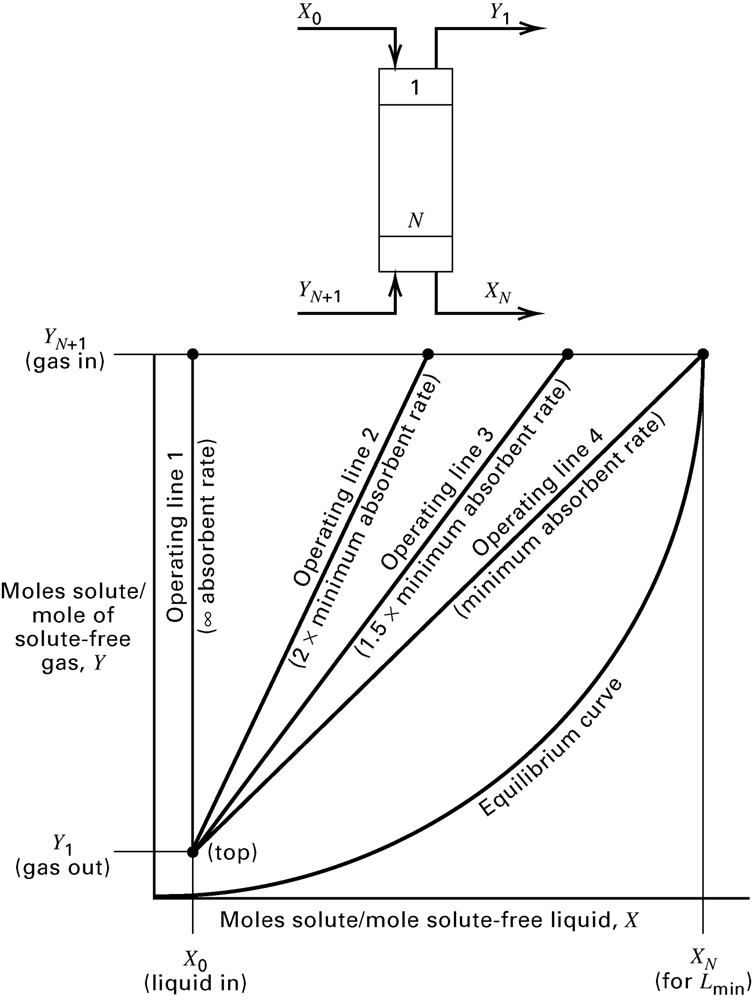 X0 Y1
1
N
YN+1 XN
YN+1
(gas in)
Operating line 1
(∞ absorbent rate)
Operating line 2
(2 × minimum absorbent rate)
Operating line 3
(1.5 × minimum absorbent rate)
Operating line 4
(minimum absorbent rate)
Moles solute/
mole of
solute-free
gas, Y
Equilibrium curve
Y1
(gas out)
(top)
Moles solute/mole solute-free liquid, X
X0
(liquid in)
XN
(for Lmin)